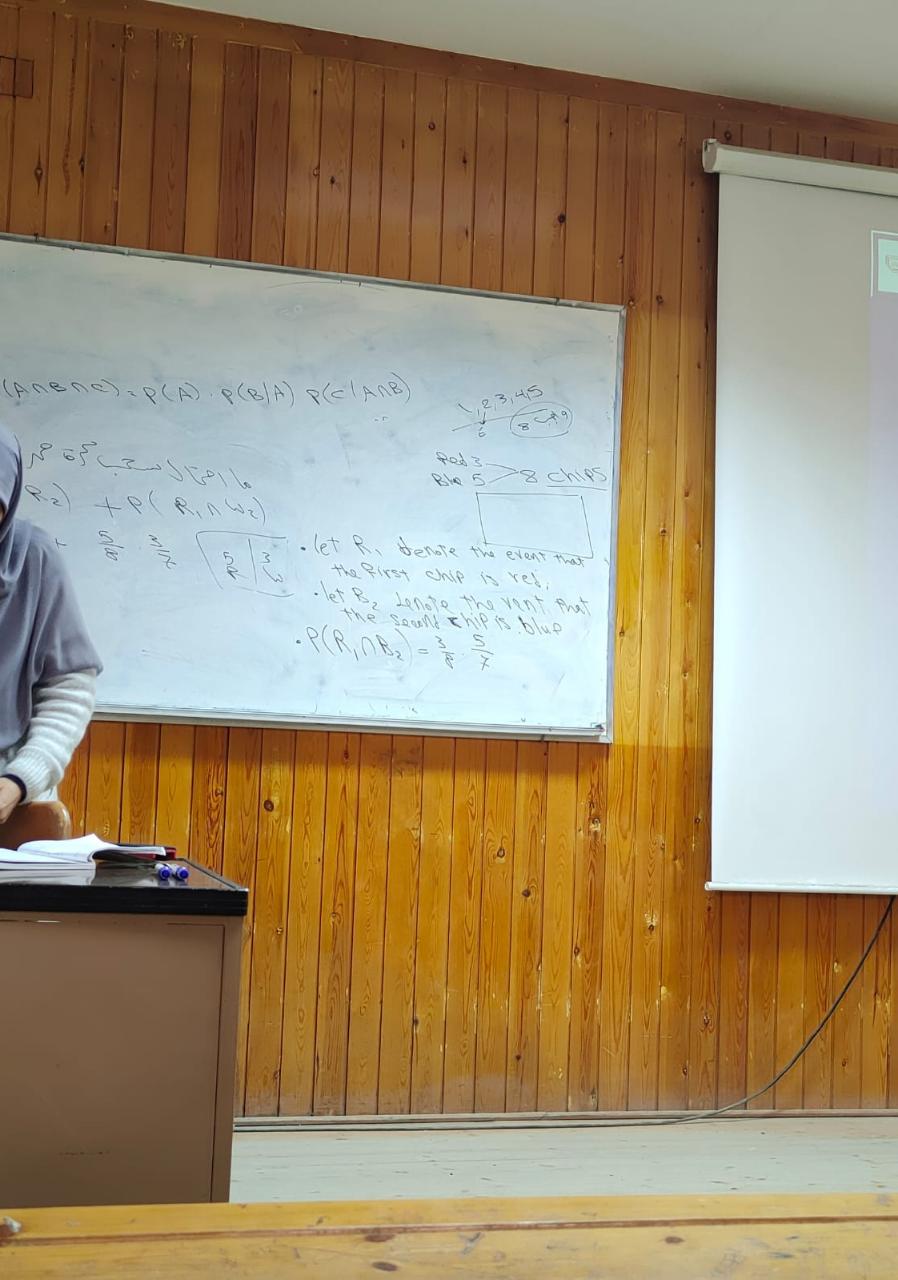 (A∩B∩C) = P(A) . P(B|A) P(C|A∩B)
R₂) + P(R₁∩W₂)
+ 5/8 . 3/7
5 | 3
R | W
1, 2, 3, 4, 5
6
8
Red 3
Blue 5 > 8 chips
• let R₁ denote the event that
the first chip is red,
• let B₂ denote the vent that
the second chip is blue
• P(R₁∩B₂) = 3/8 . 5/7